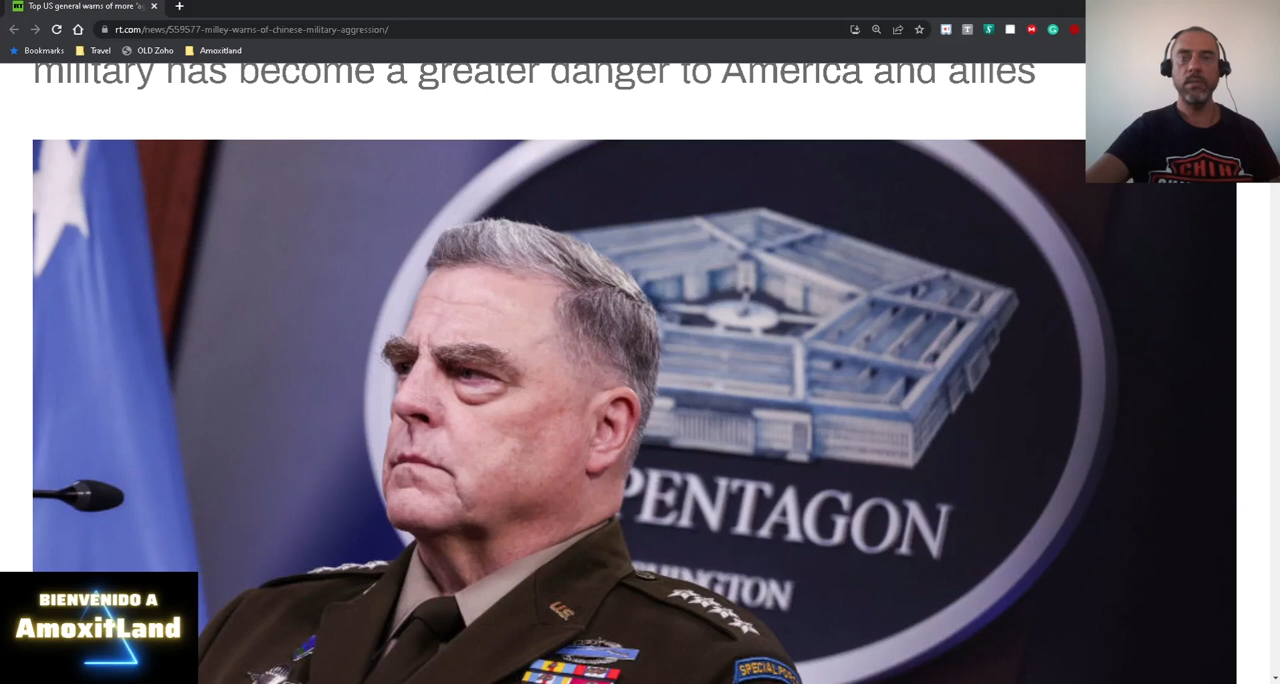 Top US general warns of more 'ag
rt.com/news/559577-milley-warns-of-chinese-military-aggression/
Bookmarks
Travel
OLD Zoho
Amoxitland
military has become a greater danger to America and allies
PENTAGON
U.S.
BIENVENIDO A
AmoxitLand